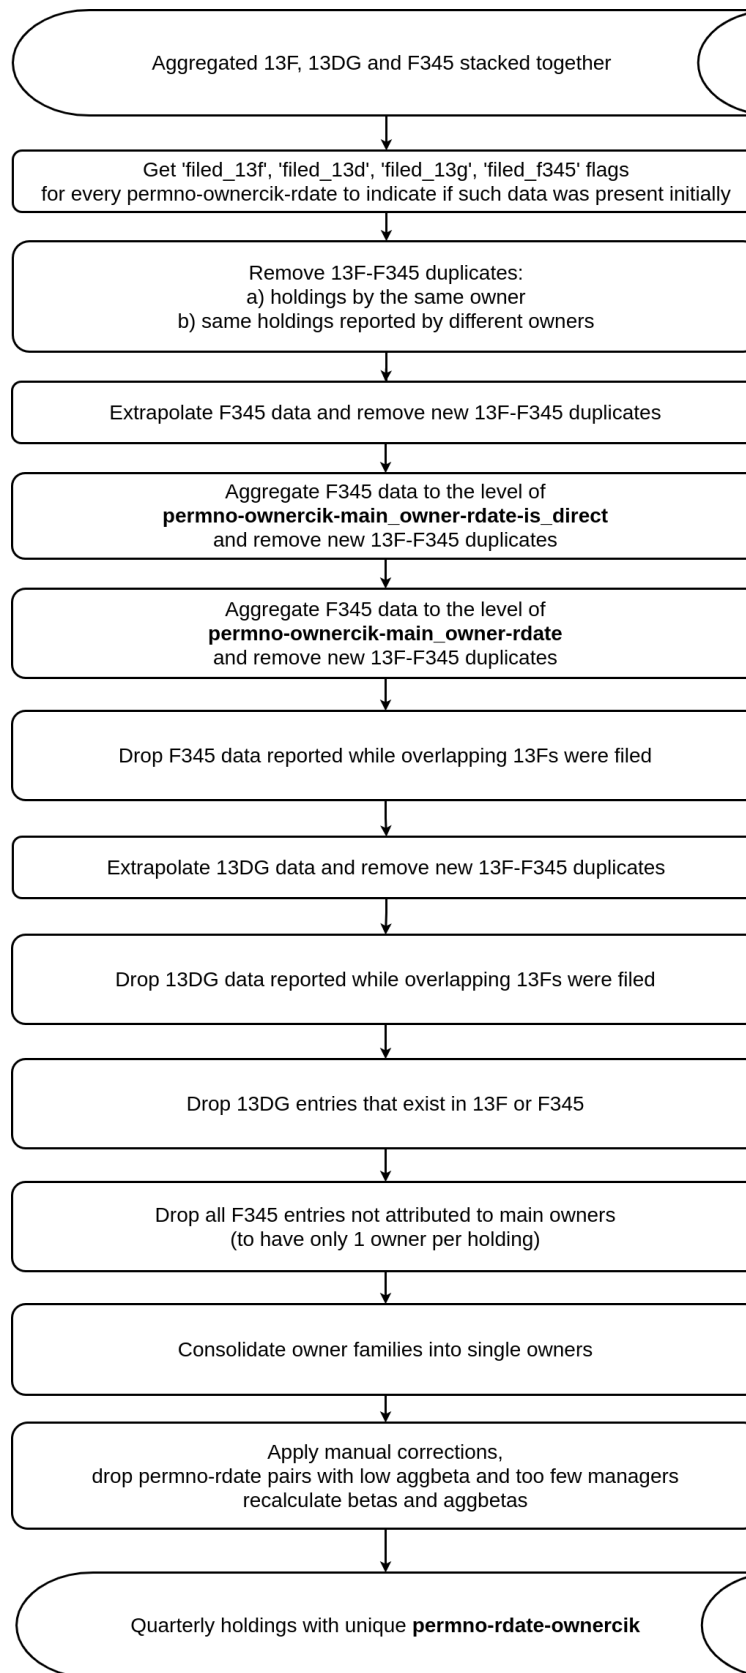 Aggregated 13F, 13DG and F345 stacked together
Get 'filed_13f', 'filed_13d', 'filed_13g', 'filed_f345' flags
for every permno-ownercik-rdate to indicate if such data was present initially
Remove 13F-F345 duplicates:
a) holdings by the same owner
b) same holdings reported by different owners
Extrapolate F345 data and remove new 13F-F345 duplicates
Aggregate F345 data to the level of
permno-ownercik-main_owner-rdate-is_direct
and remove new 13F-F345 duplicates
Aggregate F345 data to the level of
permno-ownercik-main_owner-rdate
and remove new 13F-F345 duplicates
Drop F345 data reported while overlapping 13Fs were filed
Extrapolate 13DG data and remove new 13F-F345 duplicates
Drop 13DG data reported while overlapping 13Fs were filed
Drop 13DG entries that exist in 13F or F345
Drop all F345 entries not attributed to main owners
(to have only 1 owner per holding)
Consolidate owner families into single owners
Apply manual corrections,
drop permno-rdate pairs with low aggbeta and too few managers
recalculate betas and aggbetas
Quarterly holdings with unique permno-rdate-ownercik